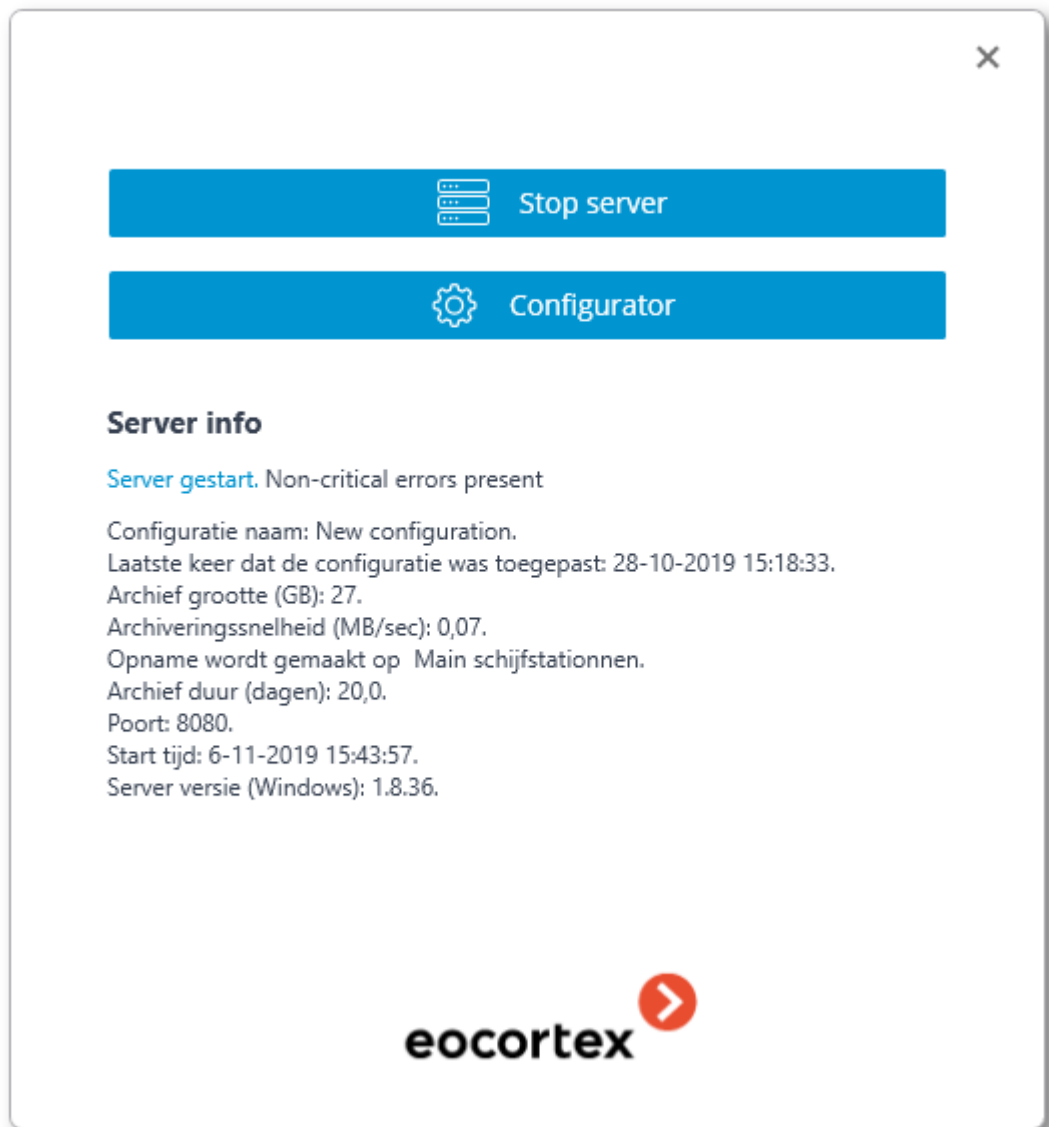 Stop server
Configurator
Server info
Server gestart. Non-critical errors present
Configuratie naam: New configuration.
Laatste keer dat de configuratie was toegepast: 28-10-2019 15:18:33.
Archief grootte (GB): 27.
Archiveringssnelheid (MB/sec): 0,07.
Opname wordt gemaakt op  Main schijfstationnen.
Archief duur (dagen): 20,0.
Poort: 8080.
Start tijd: 6-11-2019 15:43:57.
Server versie (Windows): 1.8.36.
eocortex